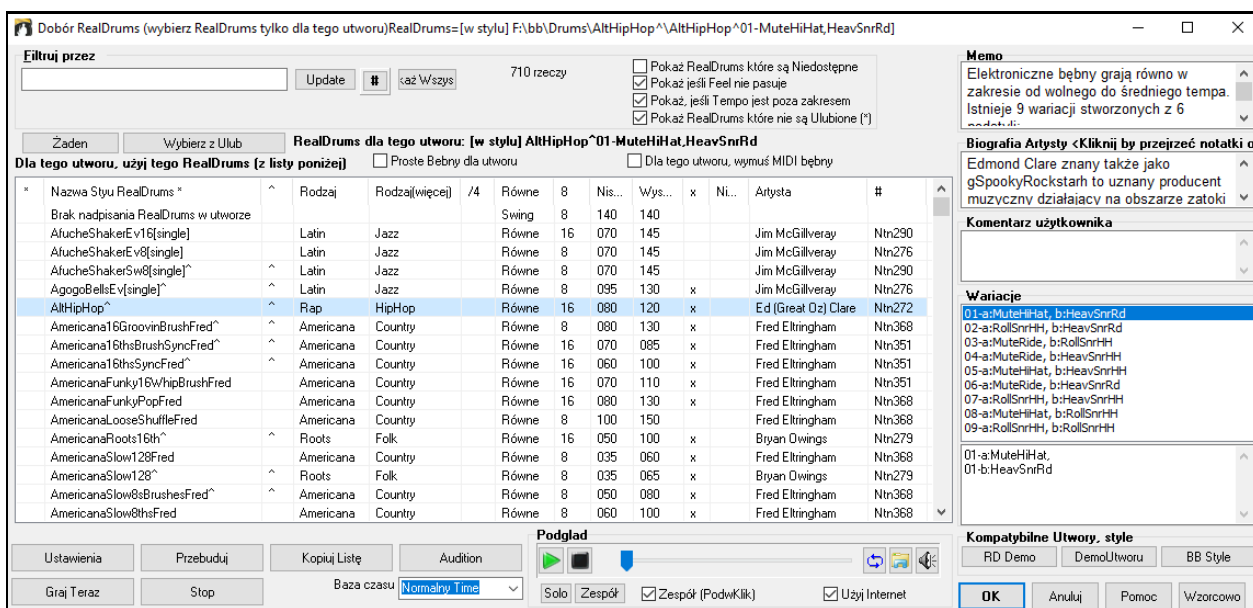 Dobór RealDrums (wybierz RealDrums tylko dla tego utworu)RealDrums=[w stylu] F:\bb\Drums\AltHipHop^\AltHipHop^01-MuteHiHat,HeavSnrRd]
Filtruj przez
Update # każ Wszys 710 rzeczy
Pokaż RealDrums które są Niedostępne
Pokaż jeśli Feel nie pasuje
Pokaż, jeśli Tempo jest poza zakresem
Pokaż RealDrums które nie są Ulubione (*)
Żaden Wybierz z Ulub RealDrums dla tego utworu: [w stylu] AltHipHop^01-MuteHiHat,HeavSnrRd
Dla tego utworu, użyj tego RealDrums (z listy poniżej) Proste Bebny dla utworu Dla tego utworu, wymuś MIDI bębny
* Nazwa Styu RealDrums * ^ Rodzaj Rodzaj(więcej) /4 Równe 8 Nis... Wys... x Ni... Artysta #
Brak nadpisania RealDrums w utworze Swing 8 140 140
AfucheShakerEv16[single] Latin Jazz Równe 16 070 145 Jim McGillveray Ntn290
AfucheShakerEv8[single] Latin Jazz Równe 8 070 145 Jim McGillveray Ntn276
AfucheShakerSw8[single]^ ^ Latin Jazz Równe 8 070 145 Jim McGillveray Ntn290
AgogoBellsEv[single]^ ^ Latin Jazz Równe 8 095 130 x Jim McGillveray Ntn276
AltHipHop^ ^ Rap HipHop Równe 16 080 120 x Ed (Great Oz) Clare Ntn272
Americana16GroovinBrushFred^ ^ Americana Country Równe 8 080 130 x Fred Eltringham Ntn368
Americana16thsBrushSyncFred^ ^ Americana Country Równe 16 070 085 x Fred Eltringham Ntn351
Americana16thsSyncFred^ ^ Americana Country Równe 16 060 100 x Fred Eltringham Ntn351
AmericanaFunky16WhipBrushFred Americana Country Równe 16 070 110 x Fred Eltringham Ntn351
AmericanaFunkyPopFred Americana Country Równe 16 080 130 x Fred Eltringham Ntn368
AmericanaLooseShuffleFred Americana Country Równe 8 100 150 Fred Eltringham Ntn368
AmericanaRoots16th^ ^ Roots Folk Równe 16 050 100 x Bryan Owings Ntn279
AmericanaSlow128Fred Americana Country Równe 8 035 060 x Fred Eltringham Ntn368
AmericanaSlow128^ ^ Roots Folk Równe 8 035 065 x Bryan Owings Ntn279
AmericanaSlow8sBrushesFred^ ^ Americana Country Równe 8 050 080 x Fred Eltringham Ntn368
AmericanaSlow8thsFred Americana Country Równe 8 060 100 x Fred Eltringham Ntn368
Ustawienia Przebuduj Kopiuj Listę Audition
Graj Teraz Stop Baza czasu Normalny Time
Podgląd
Solo Zespół Zespół (PodwKlik) Użyj Internet
Memo
Elektroniczne bębny grają równo w
zakresie od wolnego do średniego tempa.
Istnieje 9 wariacji stworzonych z 6
podstyli:
Biografia Artysty <Kliknij by przejrzeć notatki o
Edmond Clare znany także jako
gSpookyRockstarh to uznany producent
muzyczny działający na obszarze zatoki
Komentarz użytkownika
Wariacje
01-a:MuteHiHat, b:HeavSnrRd
02-a:RollSnrHH, b:HeavSnrRd
03-a:MuteRide, b:RollSnrHH
04-a:MuteRide, b:HeavSnrHH
05-a:MuteHiHat, b:HeavSnrHH
06-a:MuteRide, b:HeavSnrRd
07-a:RollSnrHH, b:HeavSnrHH
08-a:MuteHiHat, b:RollSnrHH
09-a:RollSnrHH, b:RollSnrHH
01-a:MuteHiHat,
01-b:HeavSnrRd
Kompatybilne Utwory, style
RD Demo DemoUtworu BB Style
OK Anuluj Pomoc Wzorcowo